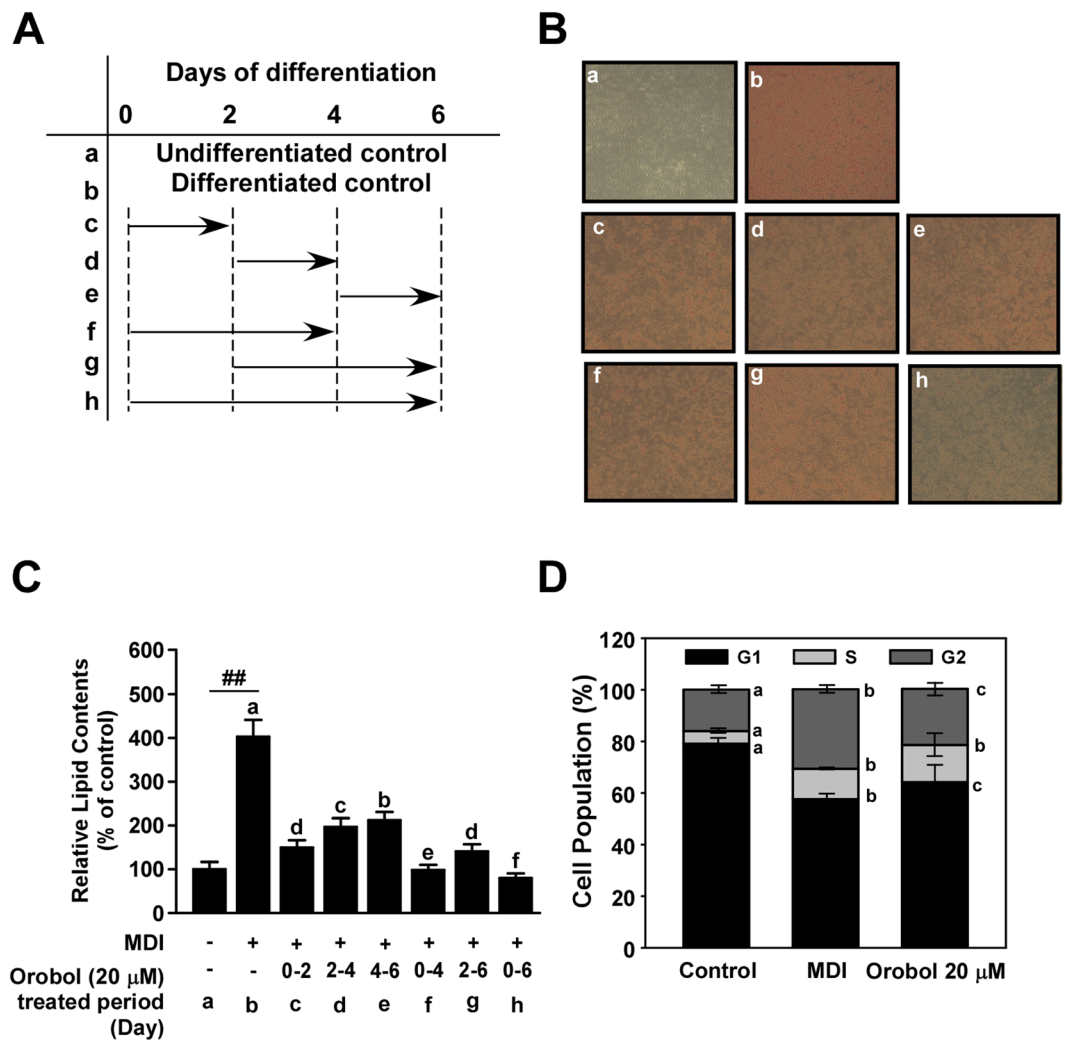 A
Days of differentiation
0 2 4 6
a Undifferentiated control
b Differentiated control
c
d
e
f
g
h
B
a b
c d e
f g h
C
Relative Lipid Contents
(% of control)
600
500
400
300
200
100
0
##
a
d c b e d f
MDI - + + + + + + +
Orobol (20 µM) - - 0-2 2-4 4-6 0-4 2-6 0-6
treated period a b c d e f g h
(Day)
D
Cell Population (%)
120
100
80
60
40
20
0
G1 S G2
a b c
a b b
a b c
Control MDI Orobol 20 µM